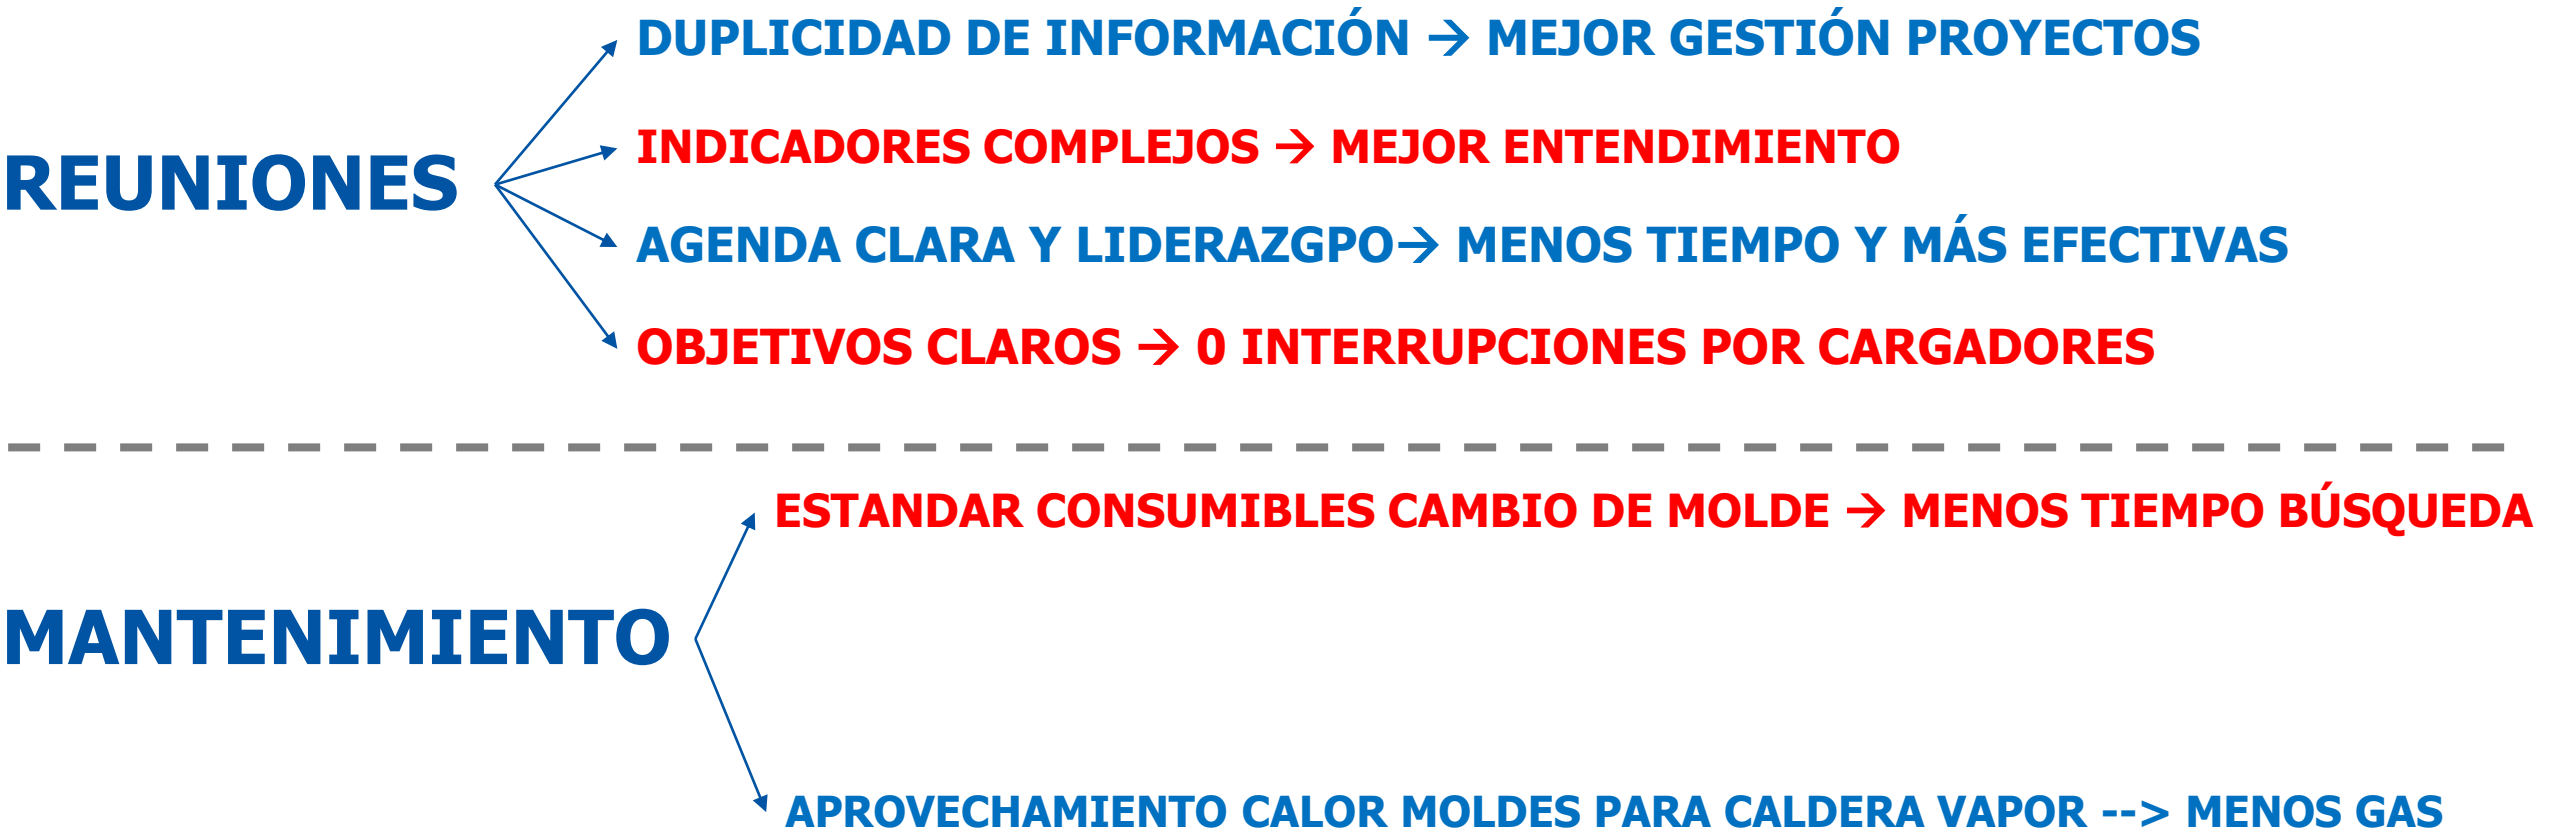 DUPLICIDAD DE INFORMACIÓN → MEJOR GESTIÓN PROYECTOS
INDICADORES COMPLEJOS → MEJOR ENTENDIMIENTO
REUNIONES
AGENDA CLARA Y LIDERAZGPO→ MENOS TIEMPO Y MÁS EFECTIVAS
OBJETIVOS CLAROS → 0 INTERRUPCIONES POR CARGADORES
ESTANDAR CONSUMIBLES CAMBIO DE MOLDE → MENOS TIEMPO BÚSQUEDA
MANTENIMIENTO
APROVECHAMIENTO CALOR MOLDES PARA CALDERA VAPOR --> MENOS GAS